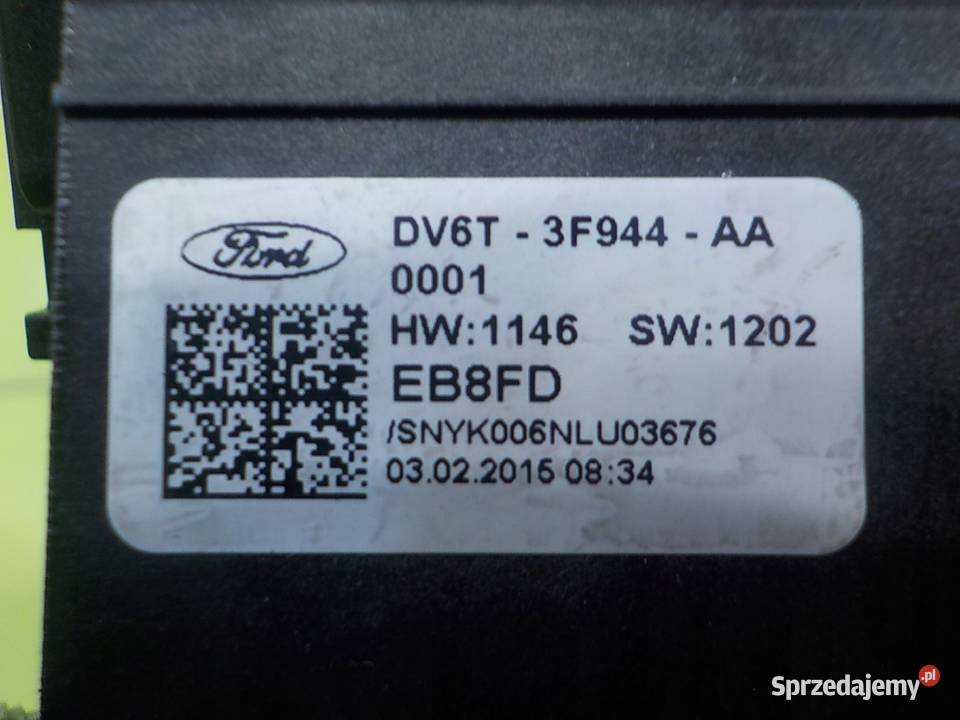 Ford
DV6T - 3F944 - AA
0001
HW:1146 SW:1202
EB8FD
/SNYK006NLU03676
03.02.2015 08:34
Sprzedajemy.pl